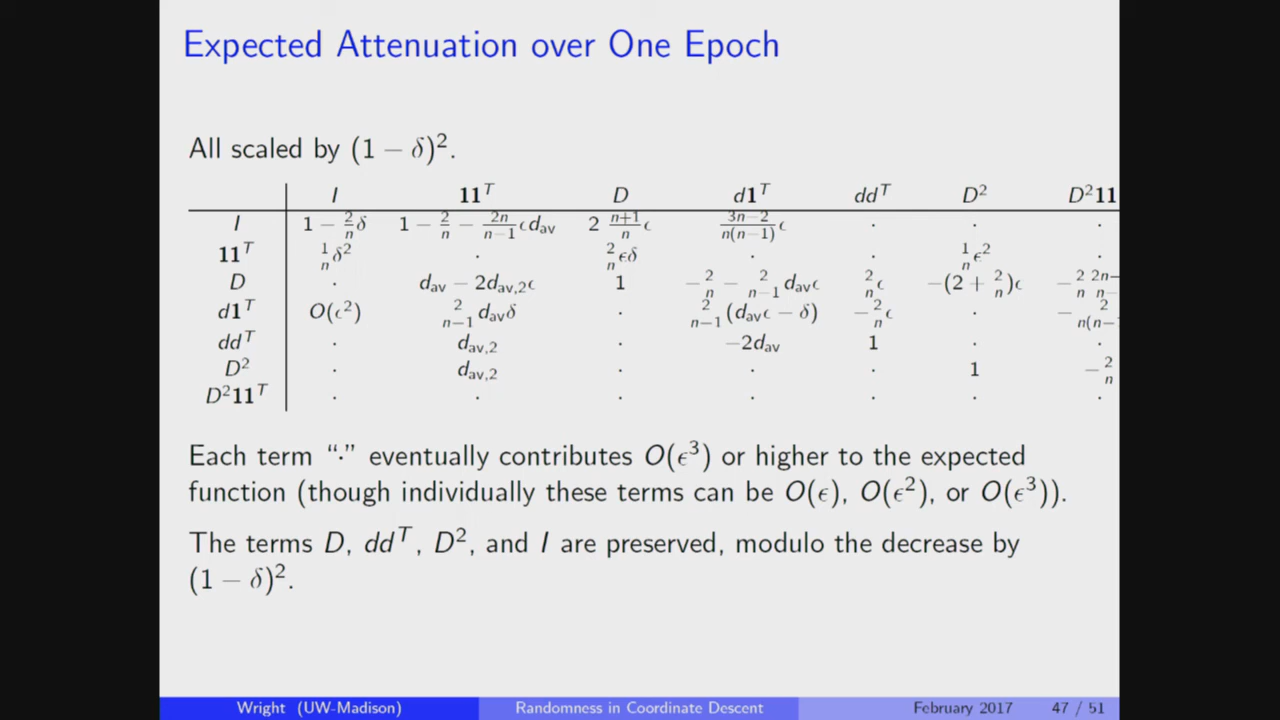 Expected Attenuation over One Epoch
All scaled by (1 − δ)².
I 11ᵀ D d1ᵀ ddᵀ D² D²11
I 1 − 2/n δ 1 − 2/n − 2n/(n−1) ϵd_av 2 (n+1)/n ϵ (3n−2)/(n(n−1)) ϵ · · ·
11ᵀ 1/n δ² · 2/n ϵδ · · 1/n ϵ² ·
D · d_av − 2d_av,2 ϵ 1 −2/n − 2/(n−1) d_av ϵ 2/n ϵ −(2 + 2/n)ϵ −2/n 2n−/n−
d1ᵀ O(ϵ²) 2/(n−1) d_av δ · 2/(n−1) (d_av ϵ − δ) −2/n ϵ · − 2/n(n−
ddᵀ · d_av,2 · −2d_av 1 · ·
D² · d_av,2 · · · 1 −2/n
D²11ᵀ · · · · · · ·
Each term “·” eventually contributes O(ϵ³) or higher to the expected
function (though individually these terms can be O(ϵ), O(ϵ²), or O(ϵ³)).
The terms D, ddᵀ, D², and I are preserved, modulo the decrease by
(1 − δ)².
Wright (UW-Madison) Randomness in Coordinate Descent February 2017 47 / 51